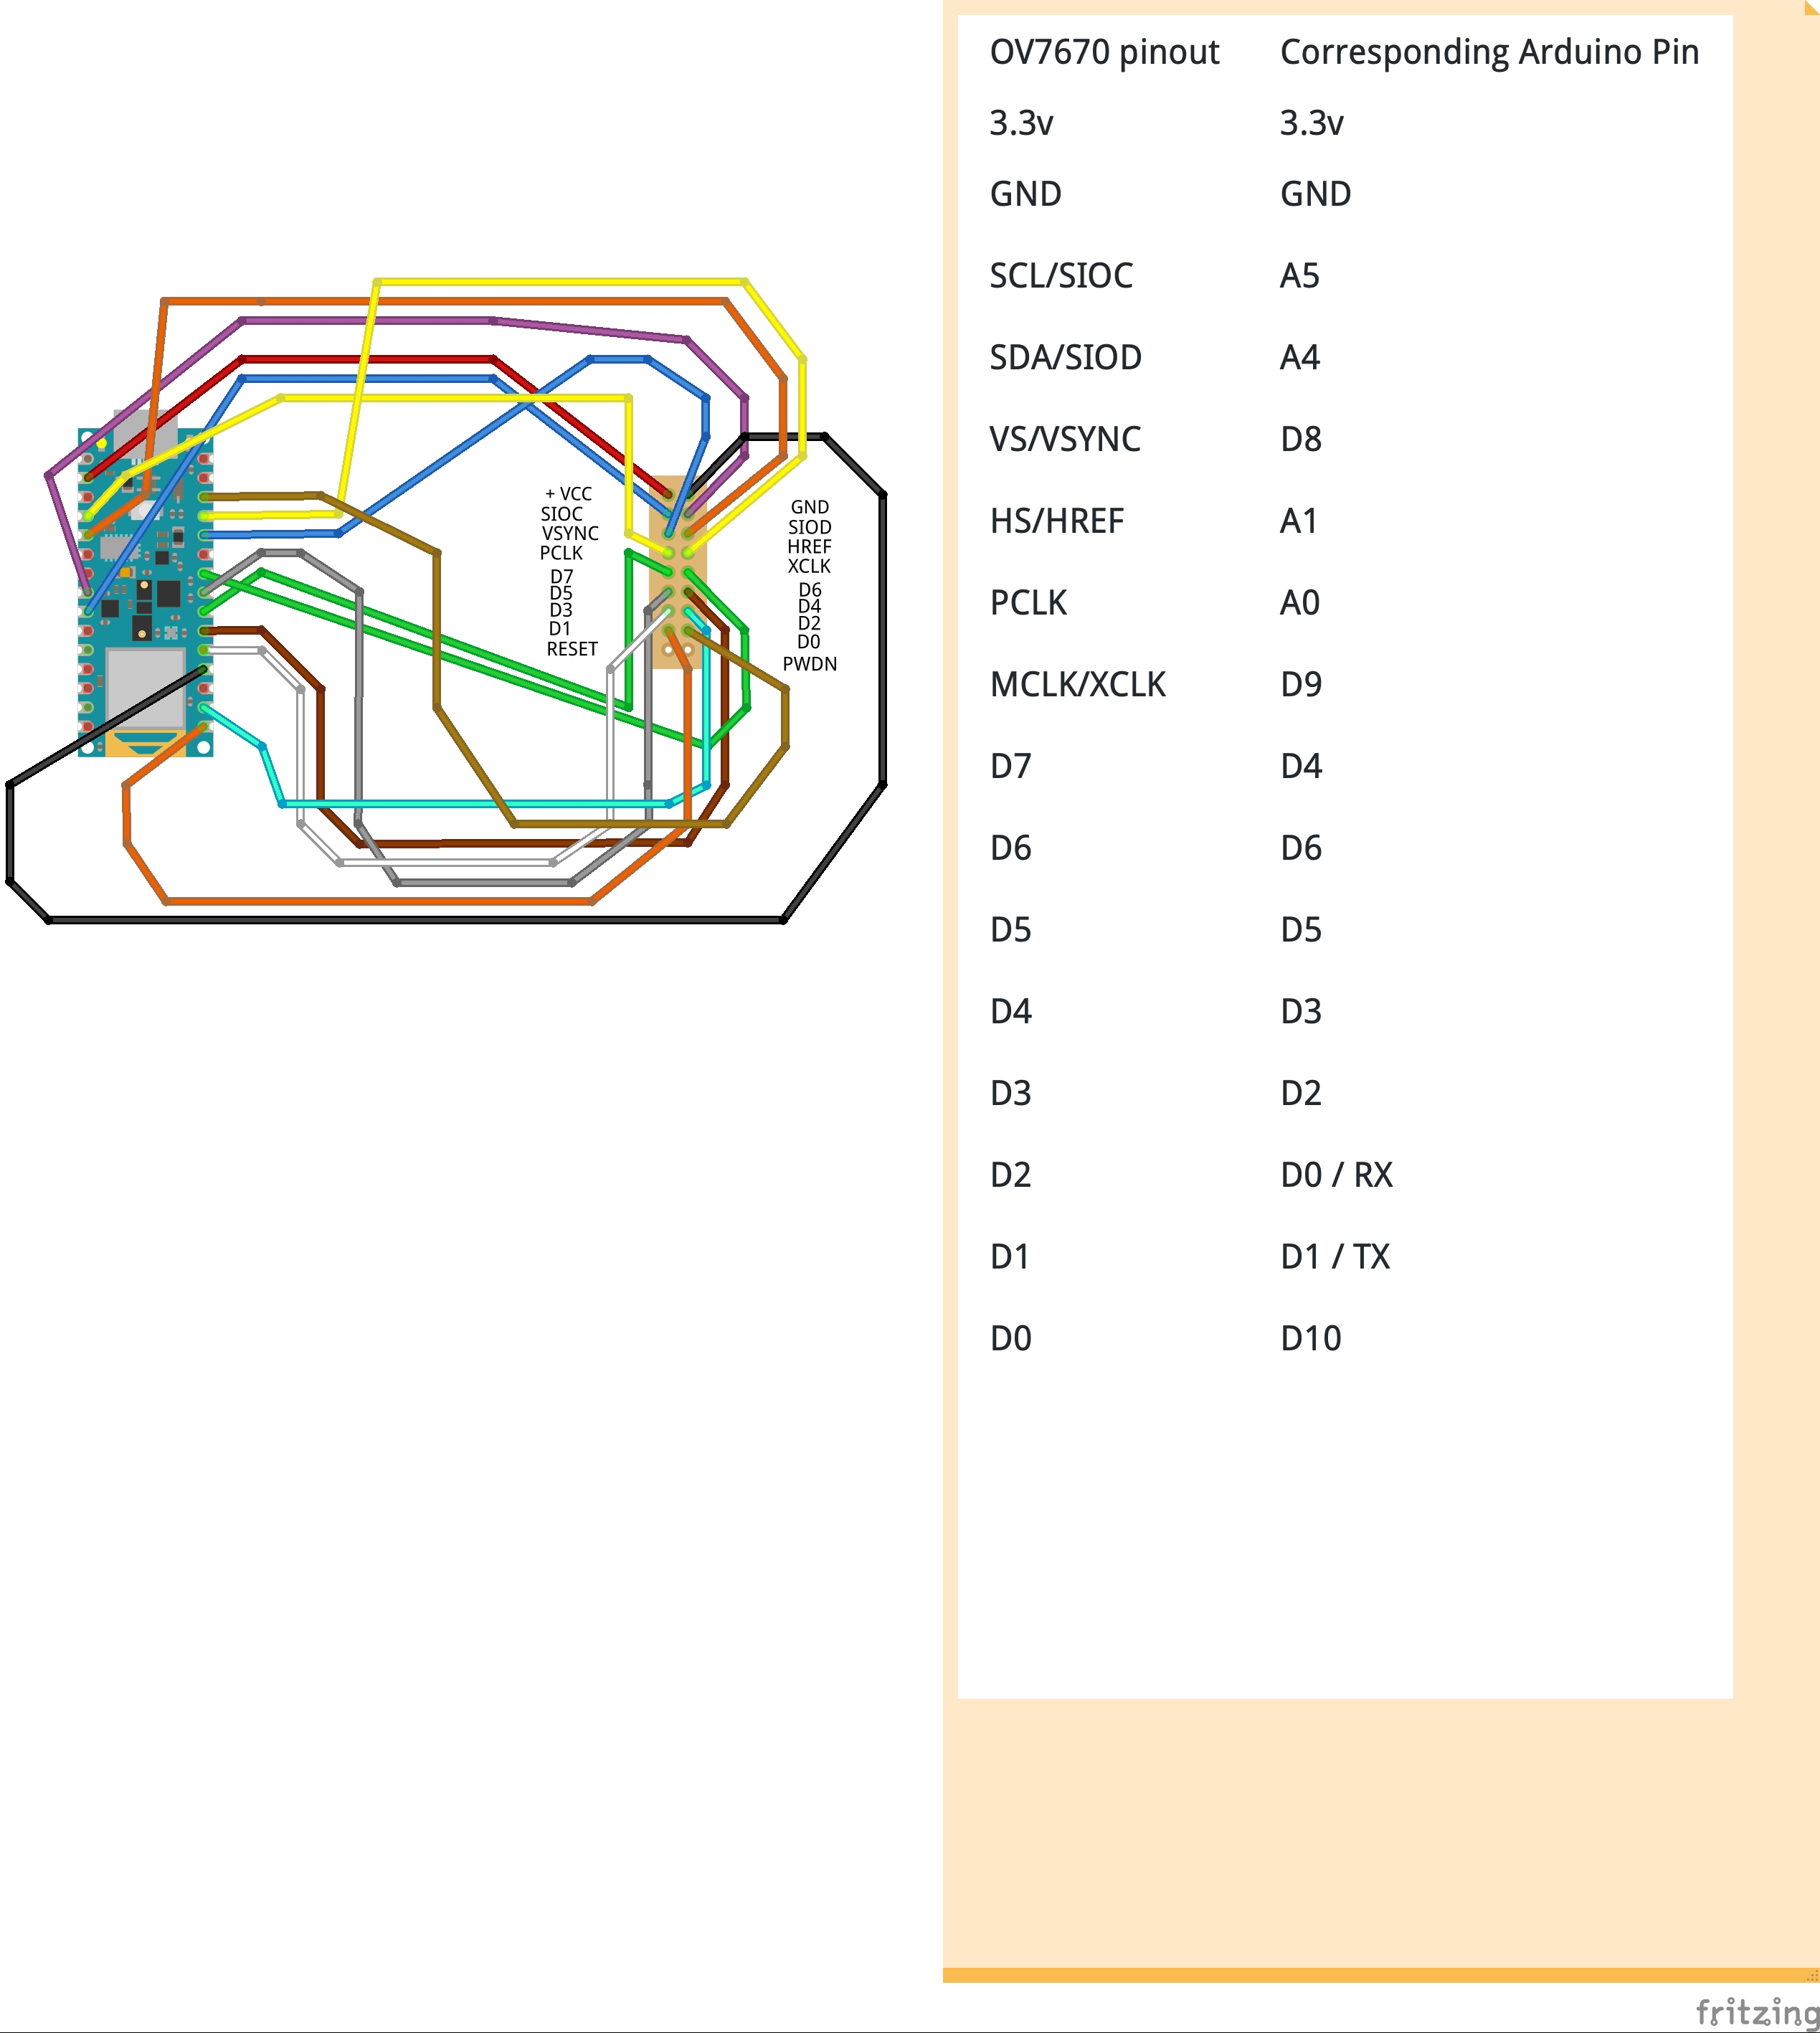 OV7670 pinout Corresponding Arduino Pin
3.3v 3.3v
GND GND
SCL/SIOC A5
SDA/SIOD A4
VS/VSYNC D8
HS/HREF A1
PCLK A0
MCLK/XCLK D9
D7 D4
D6 D6
D5 D5
D4 D3
D3 D2
D2 D0 / RX
D1 D1 / TX
D0 D10
+ VCC
SIOC
VSYNC
PCLK
D7
D5
D3
D1
RESET
GND
SIOD
HREF
XCLK
D6
D4
D2
D0
PWDN
fritzing